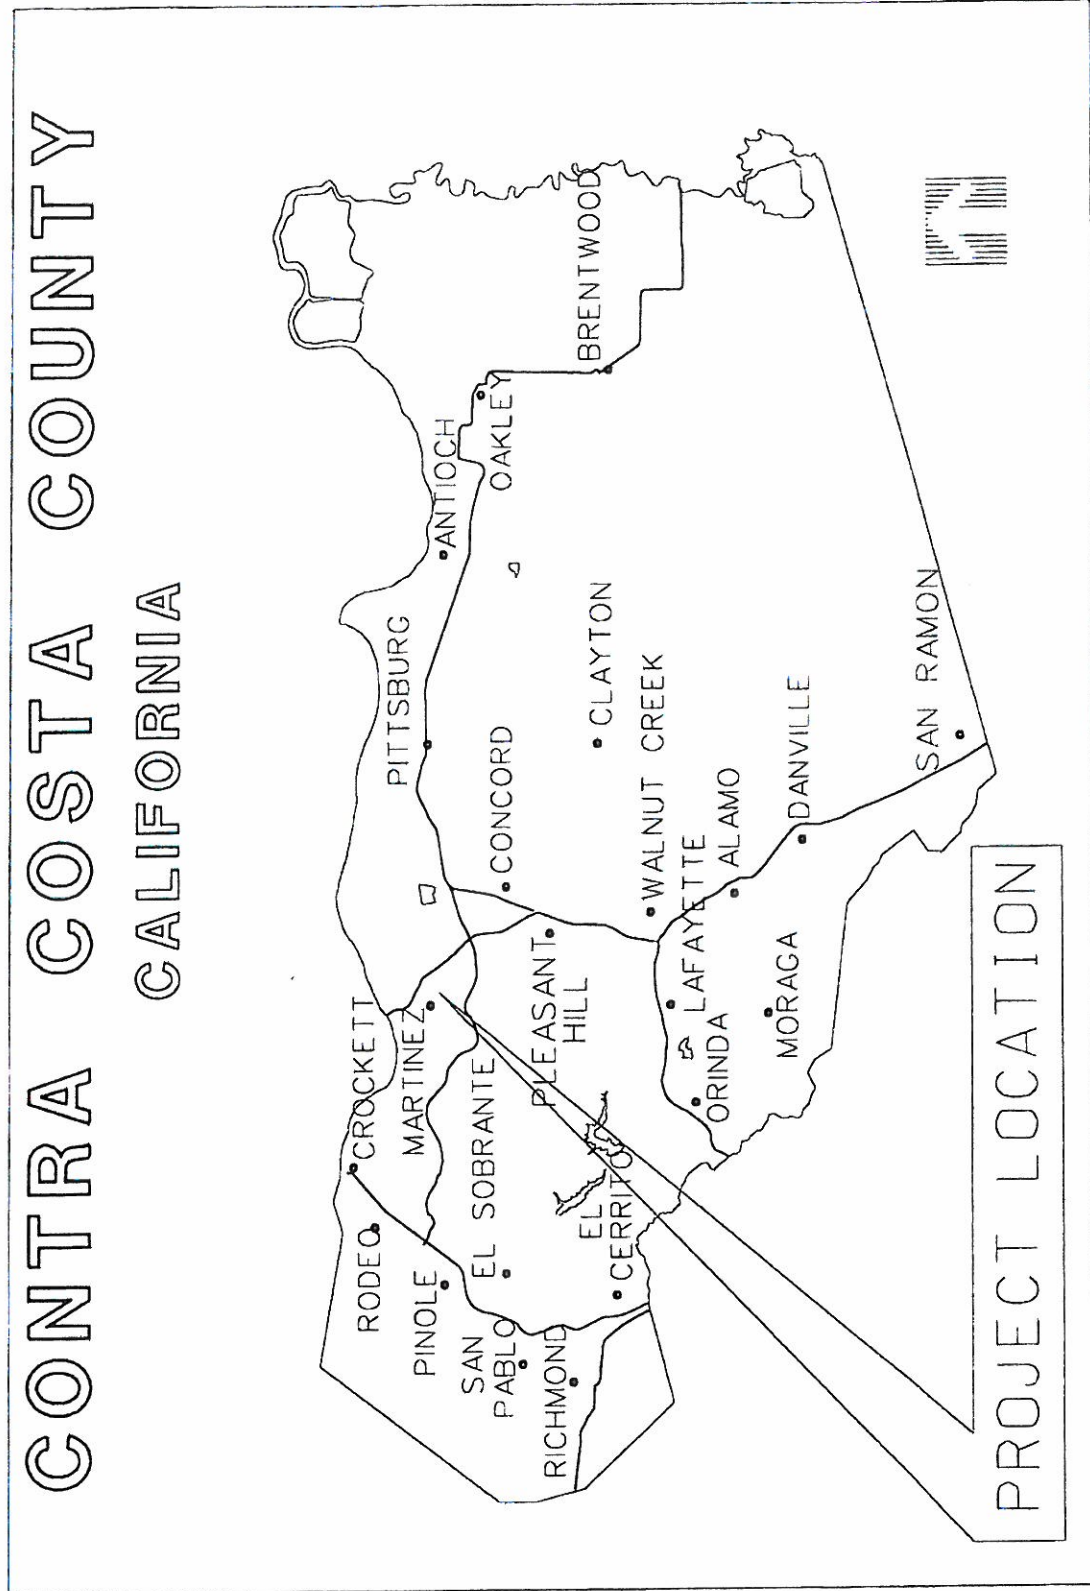 CONTRA COSTA COUNTY
CALIFORNIA
CROCKETT
RODEO
MARTINEZ
PINOLE
EL SOBRANTE
SAN
PABLO
RICHMOND
EL
CERRITO
PLEASANT
HILL
PITTSBURG
ANTIOCH
OAKLEY
BRENTWOOD
CONCORD
CLAYTON
WALNUT CREEK
LAFAYETTE
ORINDA
MORAGA
ALAMO
DANVILLE
SAN RAMON
PROJECT LOCATION